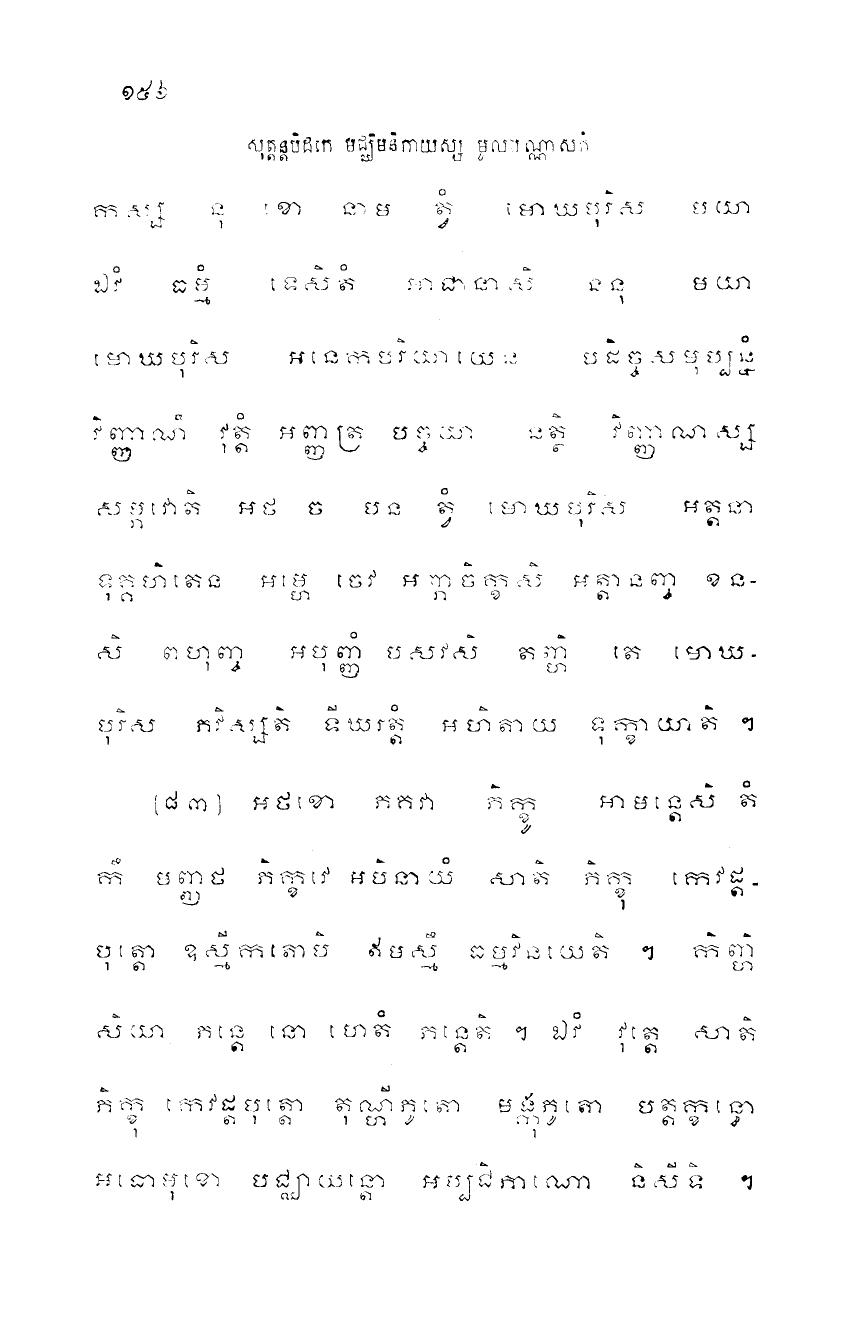 ១៥៦
សុត្តន្តបិដកេ មជ្ឈិមនិកាយស្ស មូលបណ្ណាសកំ
កស្ស នុ ខោ នាម ត្វំ មោឃបុរិស មយា
ឯវំ ធម្មំ ទេសិតំ អាជានាសិ ននុ មយា
មោឃបុរិស អនេកបរិយាយេន បដិច្ចសមុប្បន្នំ
វិញ្ញាណំ វុត្តំ អញ្ញត្រ បច្ចយា នត្ថិ វិញ្ញាណស្ស
សម្ភវោតិ អថ ច បន ត្វំ មោឃបុរិស អត្តនា
ទុគ្គហិតេន អម្ហេ ចេវ អព្ភាចិក្ខសិ អត្តានញ្ច ខន-
សិ ពហុញ្ច អបុញ្ញំ បសវសិ តញ្ហិ តេ មោឃ-
បុរិស ភវិស្សតិ ទីឃរត្តំ អហិតាយ ទុក្ខាយាតិ ។
[៨៣] អថខោ ភគវា ភិក្ខូ អាមន្តេសិ តំ
កឹ មញ្ញថ ភិក្ខវេ អបិនាយំ សាតិ ភិក្ខុ កេវដ្ដ-
បុត្តោ ឧស្មីកតោបិ ឥមស្មឹ ធម្មវិនយេតិ ។ កិញ្ហិ
សិយា ភន្តេ នោ ហេតំ ភន្តេតិ ។ ឯវំ វុត្តេ សាតិ
ភិក្ខុ កេវដ្ដបុត្តោ តុណ្ហីភូតោ មង្កុភូតោ បត្តក្ខន្ធោ
អធោមុខោ បជ្ឈាយន្តោ អប្បដិភាណោ និសីទិ ។